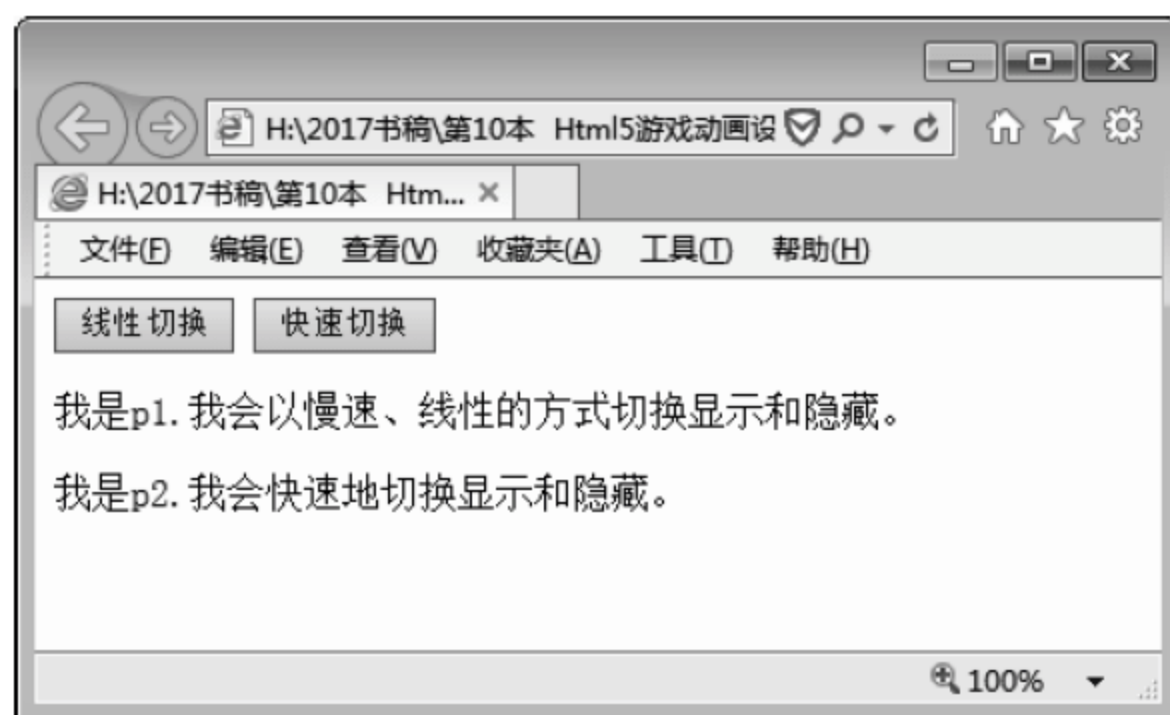 H:\2017书稿\第10本 Html5游戏动画设
H:\2017书稿\第10本 Htm...
文件(F) 编辑(E) 查看(V) 收藏夹(A) 工具(T) 帮助(H)
线性切换 快速切换
我是p1.我会以慢速、线性的方式切换显示和隐藏。
我是p2.我会快速地切换显示和隐藏。
100%